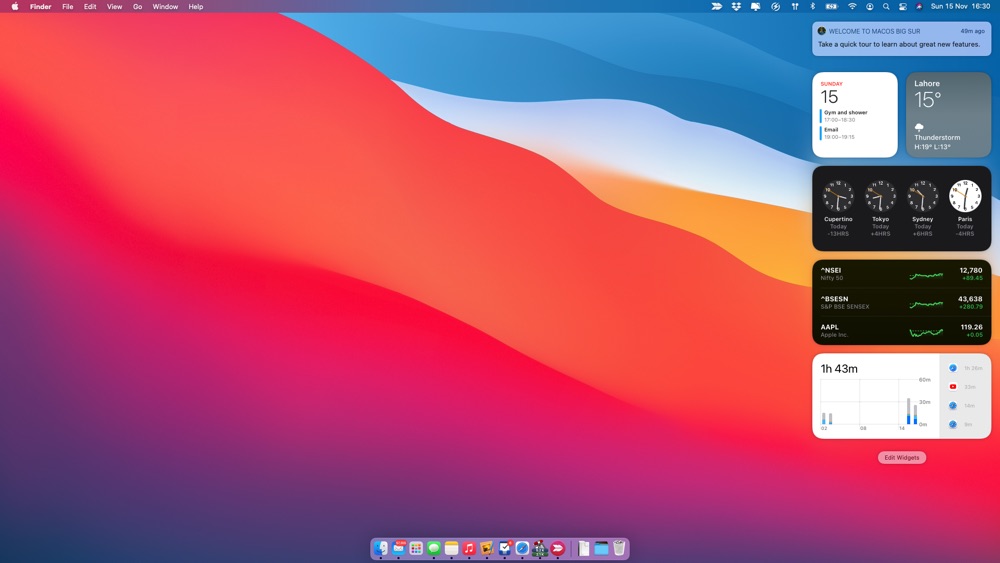 Finder File Edit View Go Window Help
Sun 15 Nov 16:30
WELCOME TO MACOS BIG SUR 49m ago
Take a quick tour to learn about great new features.
SUNDAY
15
Gym and shower
17:00–18:30
Email
19:00–19:15
Lahore
15°
Thunderstorm
H:19° L:13°
Cupertino
Today
-13HRS
Tokyo
Today
+4HRS
Sydney
Today
+6HRS
Paris
Today
-4HRS
^NSEI 12,780
Nifty 50 +89.45
^BSESN 43,638
S&P BSE SENSEX +280.79
AAPL 119.26
Apple Inc. +0.05
1h 43m
60m
30m
0m
02 08 14
1h 26m
33m
14m
9m
Edit Widgets